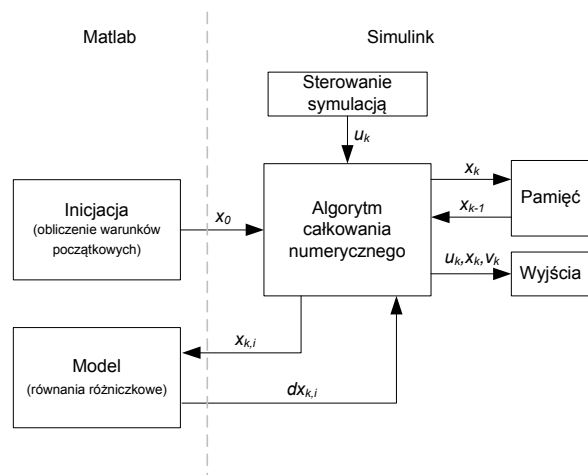 Matlab
Simulink
Sterowanie
symulacją
u_k
x_k
Pamięć
x_{k-1}
Inicjacja
(obliczenie warunków
początkowych)
x_0
Algorytm
całkowania
numerycznego
u_k,x_k,v_k
Wyjścia
x_{k,i}
Model
(równania różniczkowe)
dx_{k,i}